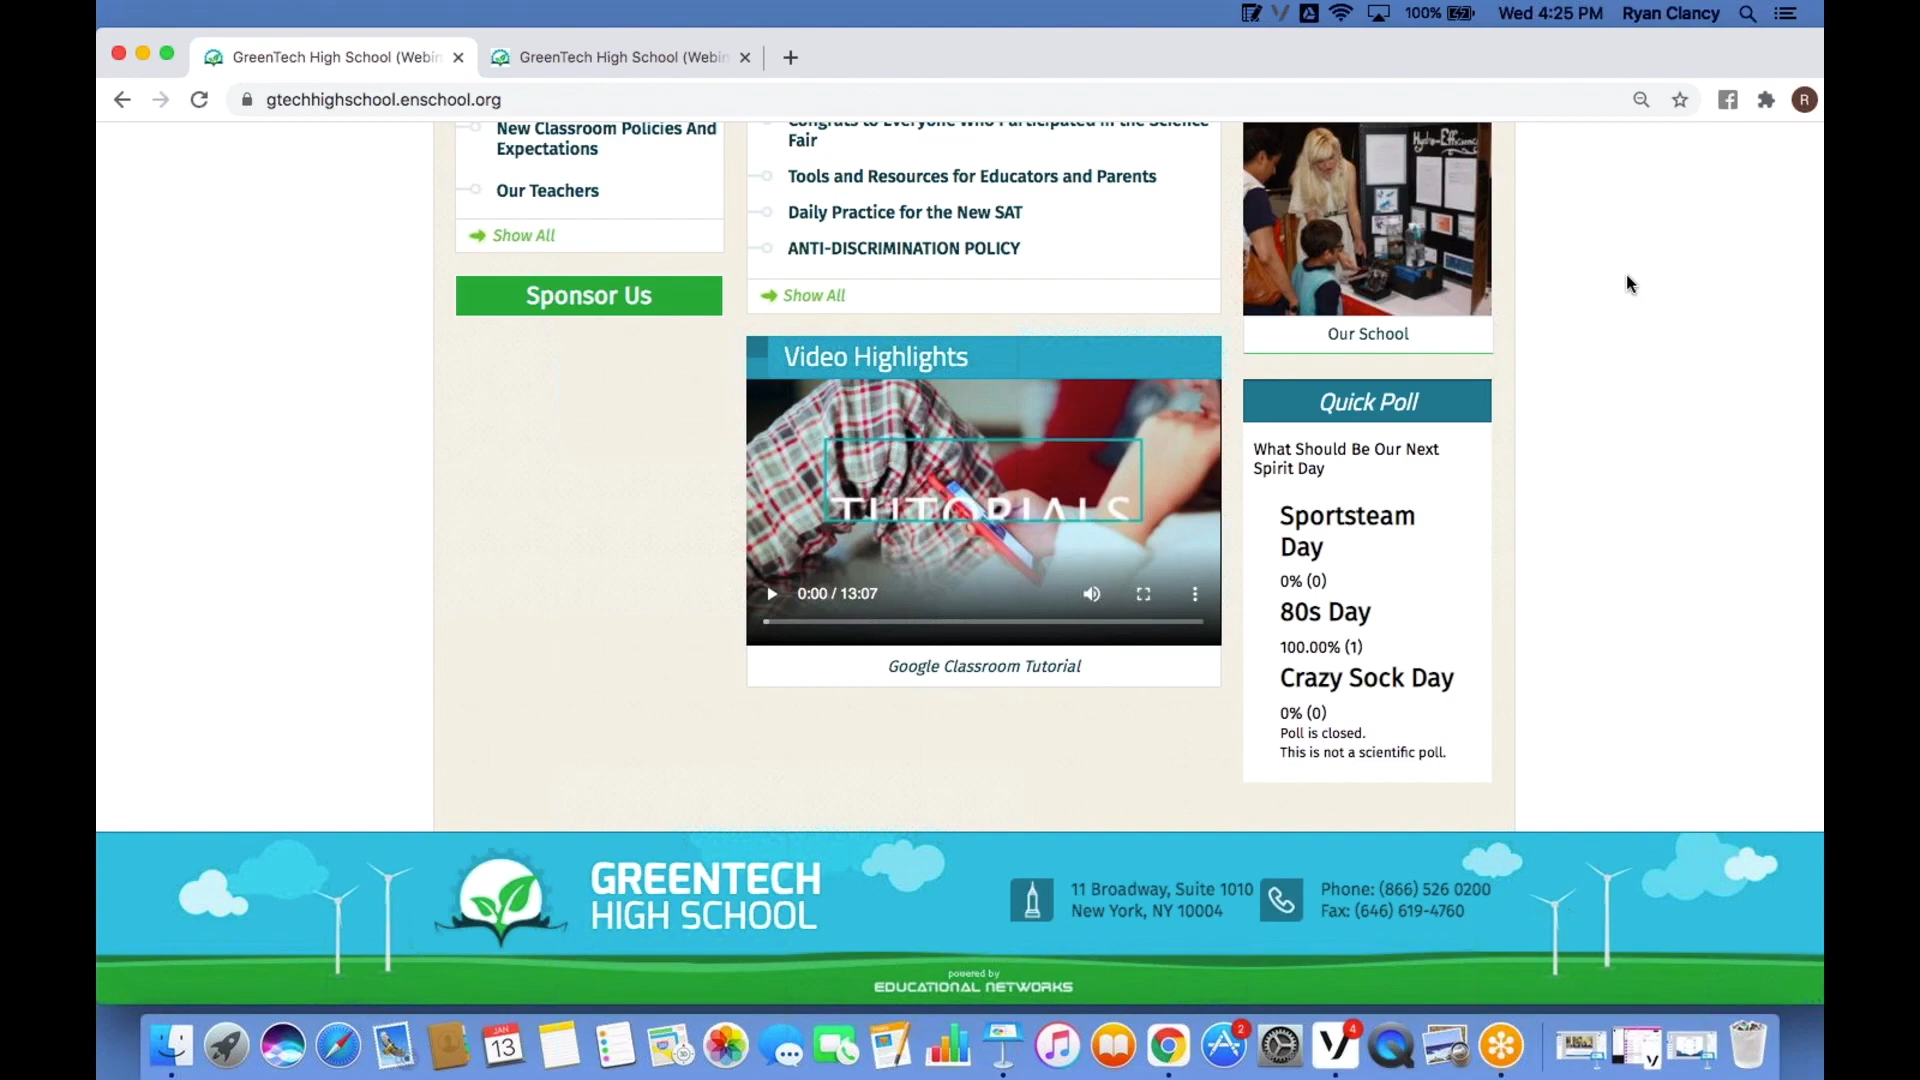 100% Wed 4:25 PM Ryan Clancy
GreenTech High School (Webin
GreenTech High School (Webin
gtechhighschool.enschool.org
R
New Classroom Policies And
Expectations
Our Teachers
Show All
Sponsor Us
Congrats to Everyone Who Participated in the Science
Fair
Tools and Resources for Educators and Parents
Daily Practice for the New SAT
ANTI-DISCRIMINATION POLICY
Show All
Video Highlights
TUTORIALS
0:00 / 13:07
Google Classroom Tutorial
Hydro-Efficiency
Our School
Quick Poll
What Should Be Our Next
Spirit Day
Sportsteam
Day
0% (0)
80s Day
100.00% (1)
Crazy Sock Day
0% (0)
Poll is closed.
This is not a scientific poll.
GREENTECH
HIGH SCHOOL
11 Broadway, Suite 1010
New York, NY 10004
Phone: (866) 526 0200
Fax: (646) 619-4760
powered by
EDUCATIONAL NETWORKS
JAN
13
2
4